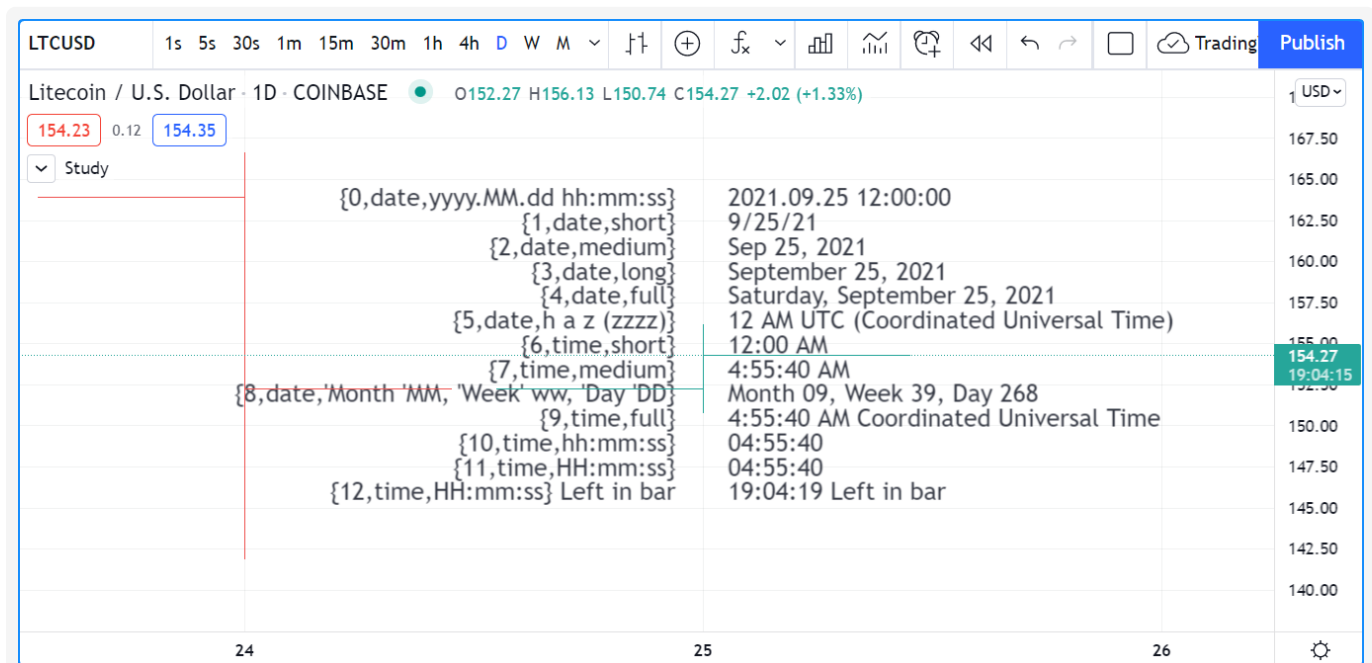 LTCUSD 1s 5s 30s 1m 15m 30m 1h 4h D W M Trading Publish
Litecoin / U.S. Dollar · 1D · COINBASE O152.27 H156.13 L150.74 C154.27 +2.02 (+1.33%)
USD
154.23 0.12 154.35
167.50
Study
165.00
{0,date,yyyy.MM.dd hh:mm:ss} 2021.09.25 12:00:00
{1,date,short} 9/25/21
162.50
{2,date,medium} Sep 25, 2021
160.00
{3,date,long} September 25, 2021
{4,date,full} Saturday, September 25, 2021
157.50
{5,date,h a z (zzzz)} 12 AM UTC (Coordinated Universal Time)
{6,time,short} 12:00 AM
155.00
154.27
{7,time,medium} 4:55:40 AM
19:04:15
152.50
{8,date,'Month 'MM, 'Week' ww, 'Day 'DD} Month 09, Week 39, Day 268
{9,time,full} 4:55:40 AM Coordinated Universal Time
150.00
{10,time,hh:mm:ss} 04:55:40
{11,time,HH:mm:ss} 04:55:40
147.50
{12,time,HH:mm:ss} Left in bar 19:04:19 Left in bar
145.00
142.50
140.00
24 25 26